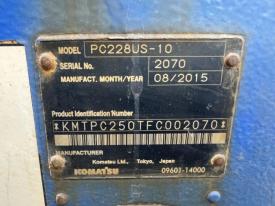 MODEL PC228US-10
SERIAL No. 2070
MANUFACT. MONTH/YEAR 08/2015
Product Identification Number
*KMTPC250TFC002070*
MANUFACTURER
Komatsu Ltd., Tokyo, Japan
KOMATSU 09601-14000